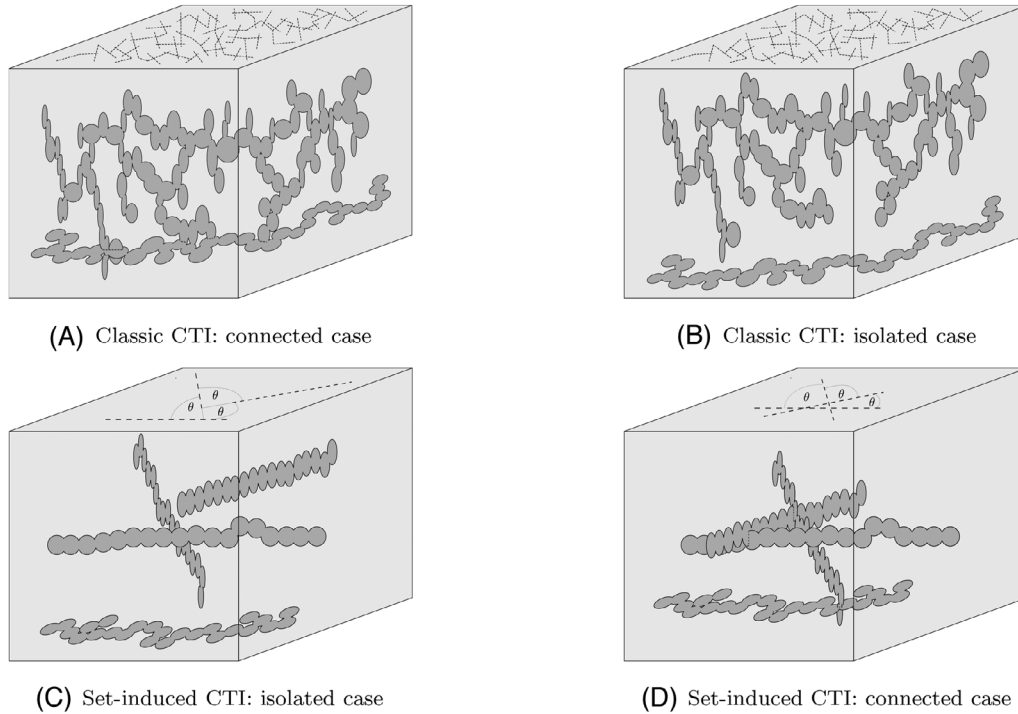 (A) Classic CTI: connected case
(B) Classic CTI: isolated case
θ
θ
θ
θ
θ
θ
(C) Set-induced CTI: isolated case
(D) Set-induced CTI: connected case